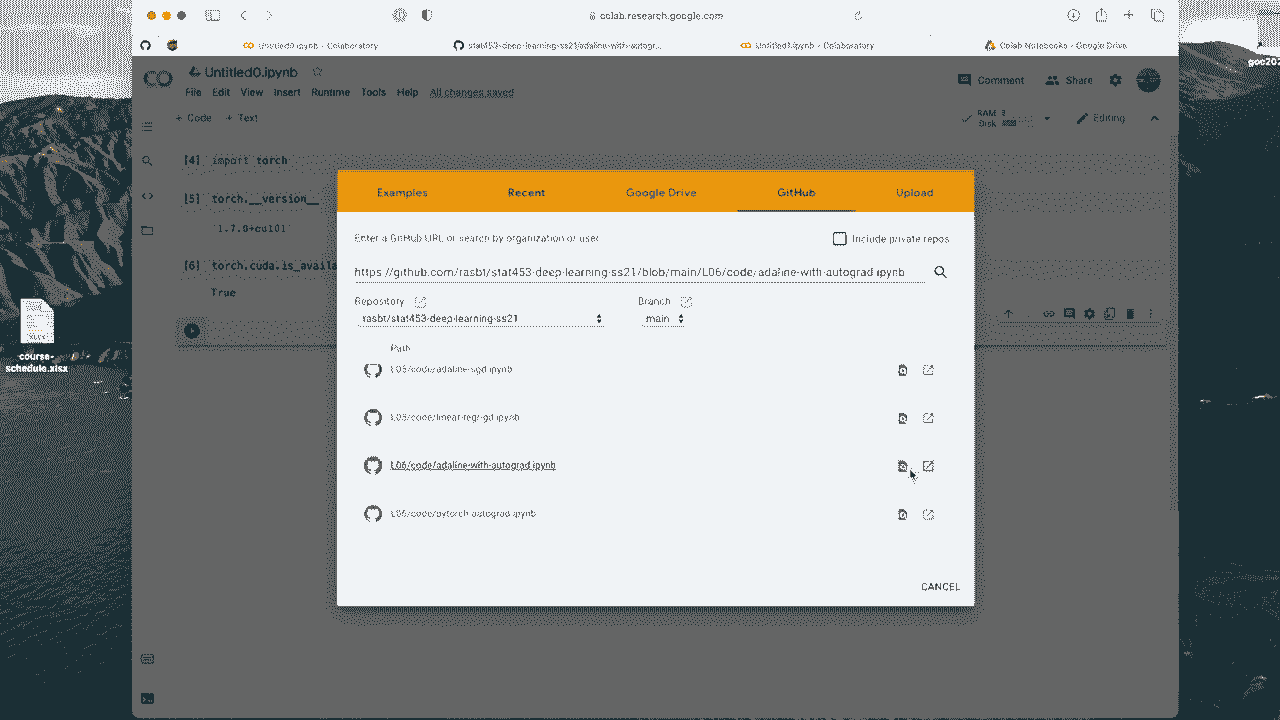 colab.research.google.com
Untitled0.ipynb - Colaboratory
stat453-deep-learning-ss21/adaline-with-autogr...
Untitled0.ipynb - Colaboratory
Colab Notebooks - Google Drive
goc202
CO Untitled0.ipynb
Comment Share
File Edit View Insert Runtime Tools Help All changes saved
+ Code + Text
RAM
Disk
Editing
[4] import torch
[5] torch.__version__
'1.7.0+cu101'
[6] torch.cuda.is_availa
True
Examples Recent Google Drive GitHub Upload
Enter a GitHub URL or search by organization or user
Include private repos
https://github.com/rasbt/stat453-deep-learning-ss21/blob/main/L06/code/adaline-with-autograd.ipynb
Repository Branch
rasbt/stat453-deep-learning-ss21 main
Path
L05/code/adaline-sgd.ipynb
L05/code/linear-regr-gd.ipynb
L06/code/adaline-with-autograd.ipynb
L06/code/pytorch-autograd.ipynb
CANCEL
XLSX
course-
schedule.xlsx